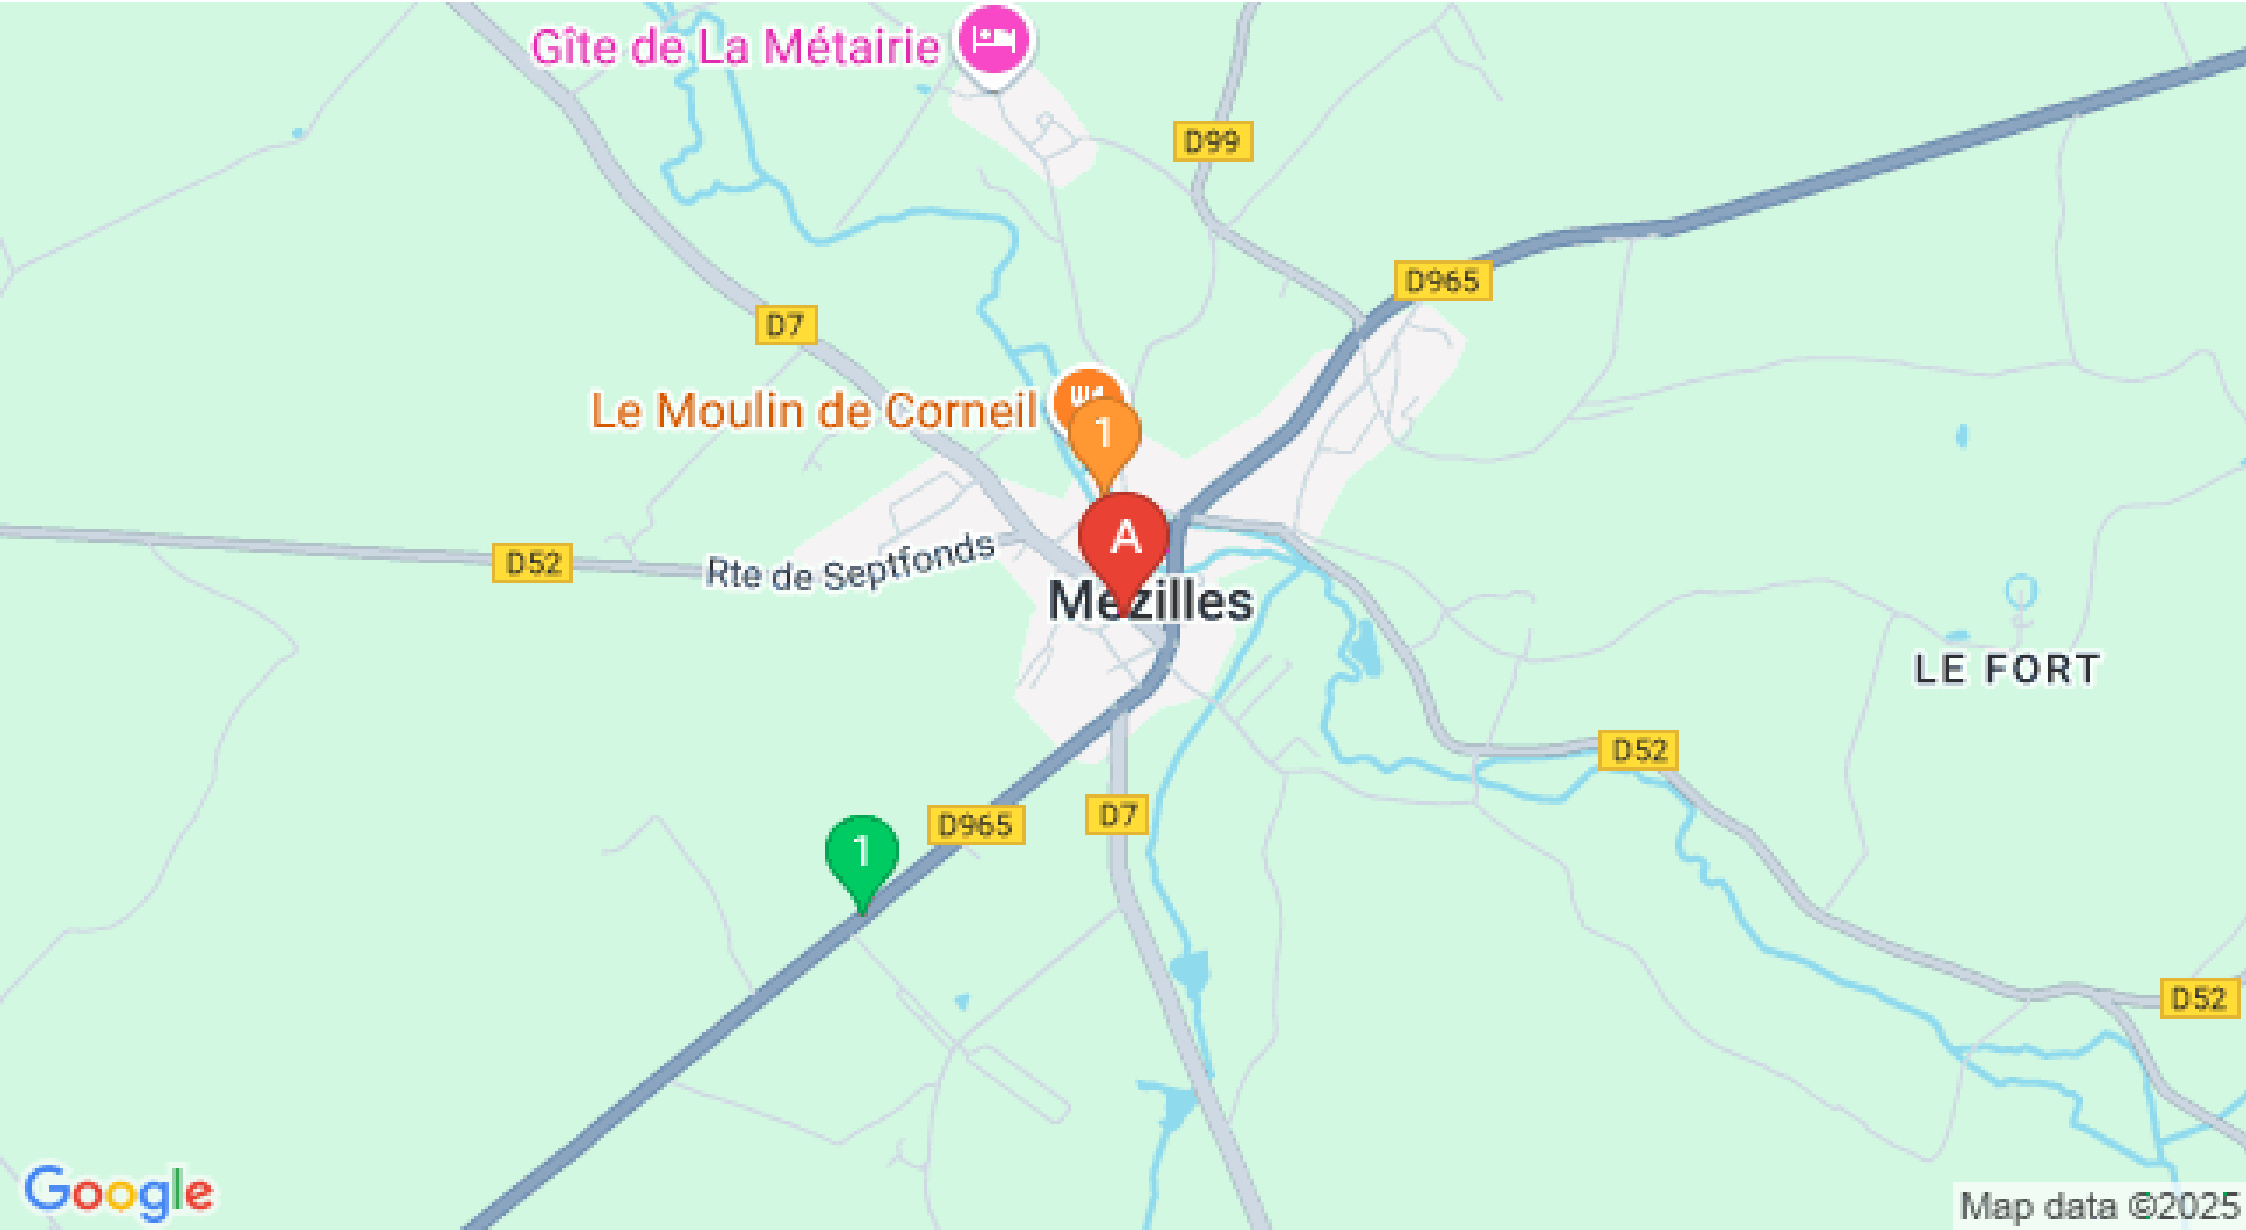 Gîte de La Métairie
D99
D965
D7
Le Moulin de Corneil
1
A
D52
Rte de Septfonds
Mézilles
LE FORT
D52
D965
D7
1
D52
Google
Map data ©2025